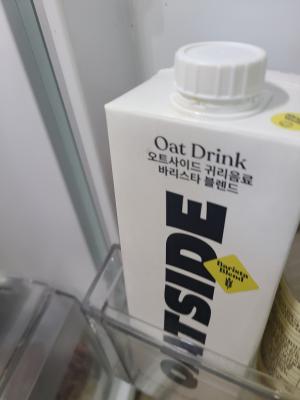 Oat Drink
오트사이드 귀리음료
바리스타 블렌드
OATSIDE
Barista
Blend